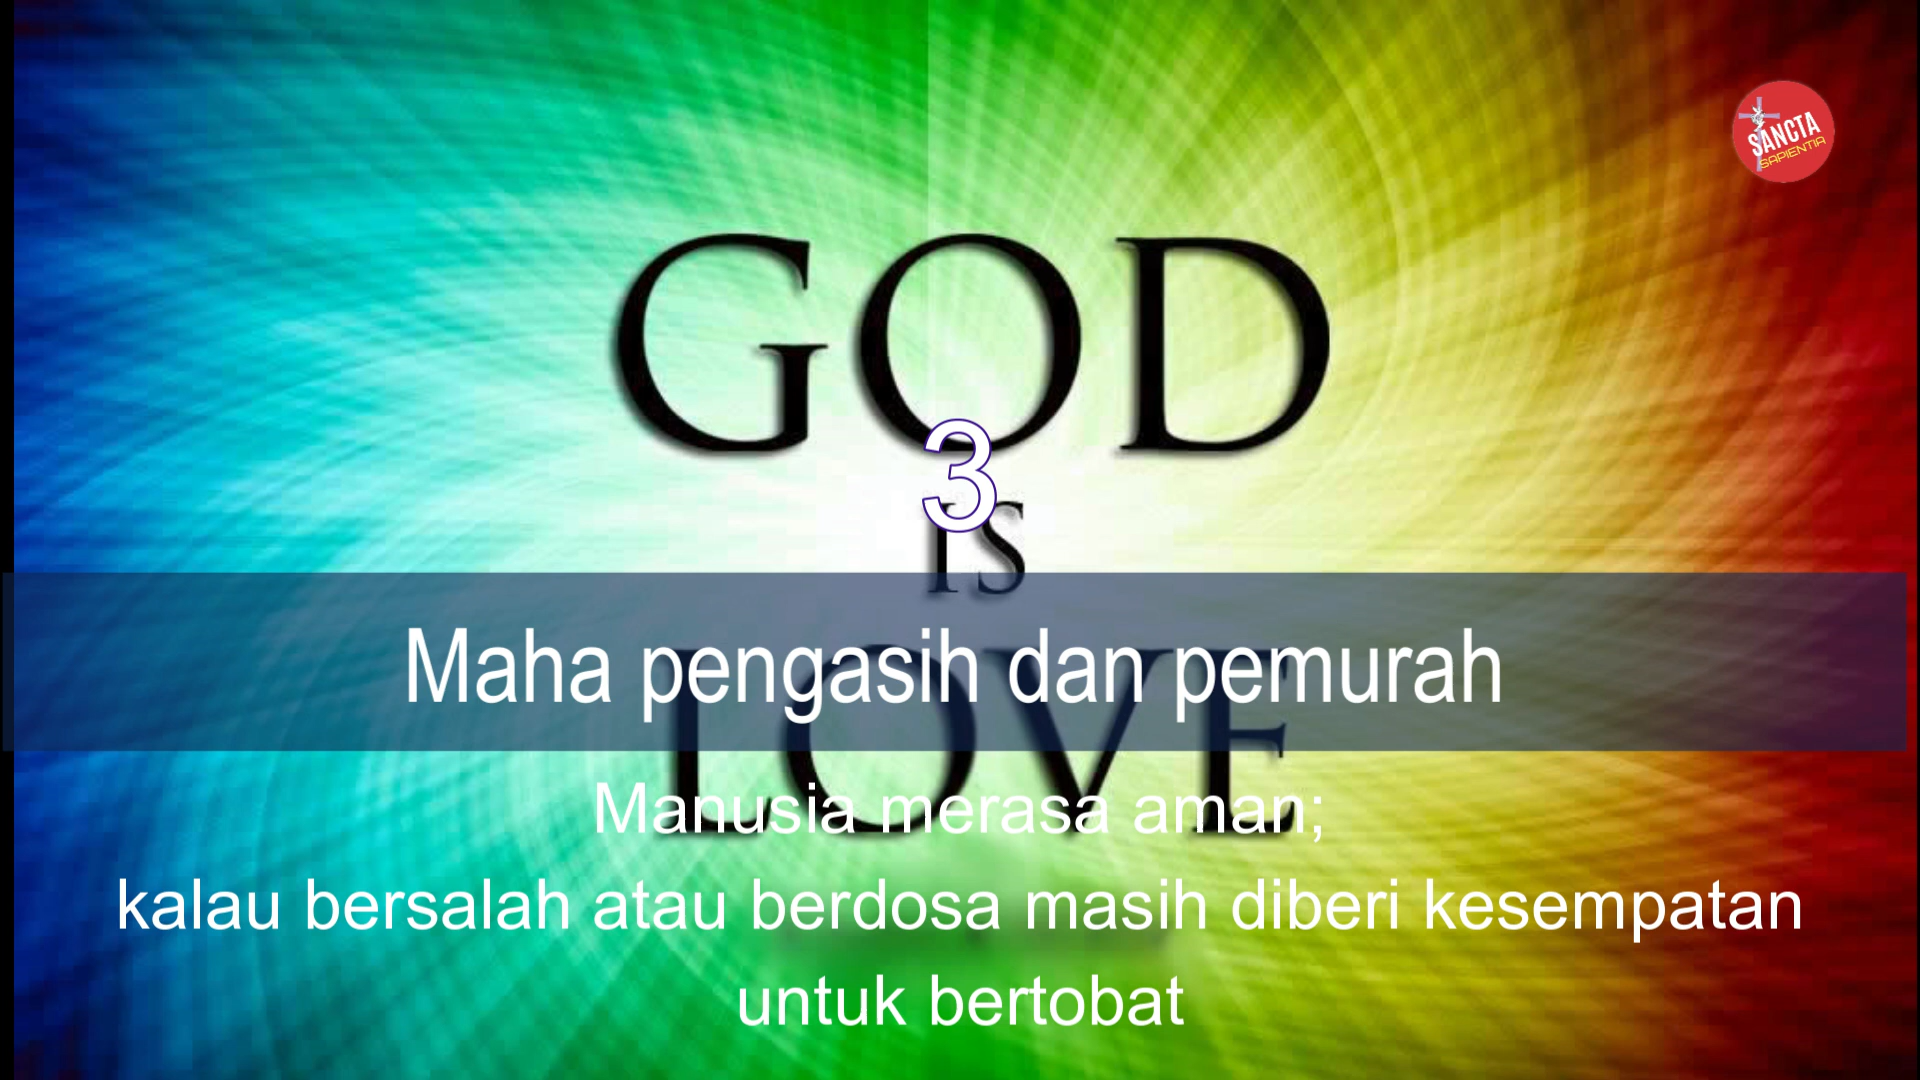 SANCTA
SAPIENTIA
GOD
3
IS
LOVE
Maha pengasih dan pemurah
Manusia merasa aman;
kalau bersalah atau berdosa masih diberi kesempatan
untuk bertobat